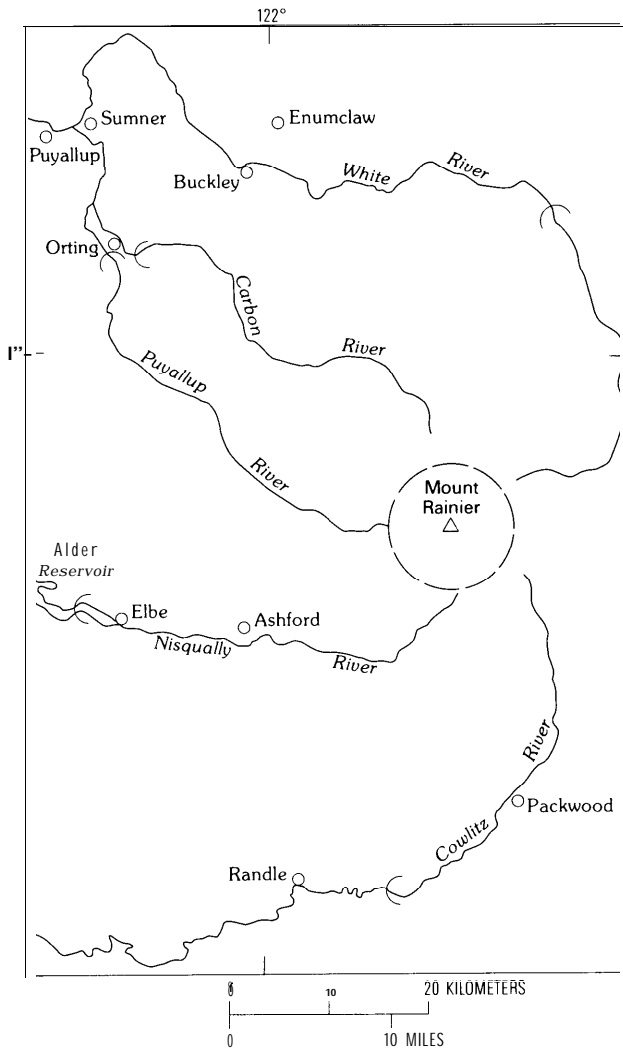 122°
Sumner
Enumclaw
Puyallup
Buckley
White River
Orting
Carbon River
I''
Puyallup River
Mount
Rainier
Alder
Reservoir
Elbe
Ashford
Nisqually River
Cowlitz River
Packwood
Randle
0 10 20 KILOMETERS
0 10 MILES